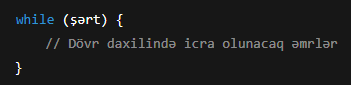 while (şərt) {
// Dövr daxilində icra olunacaq əmrlər
}